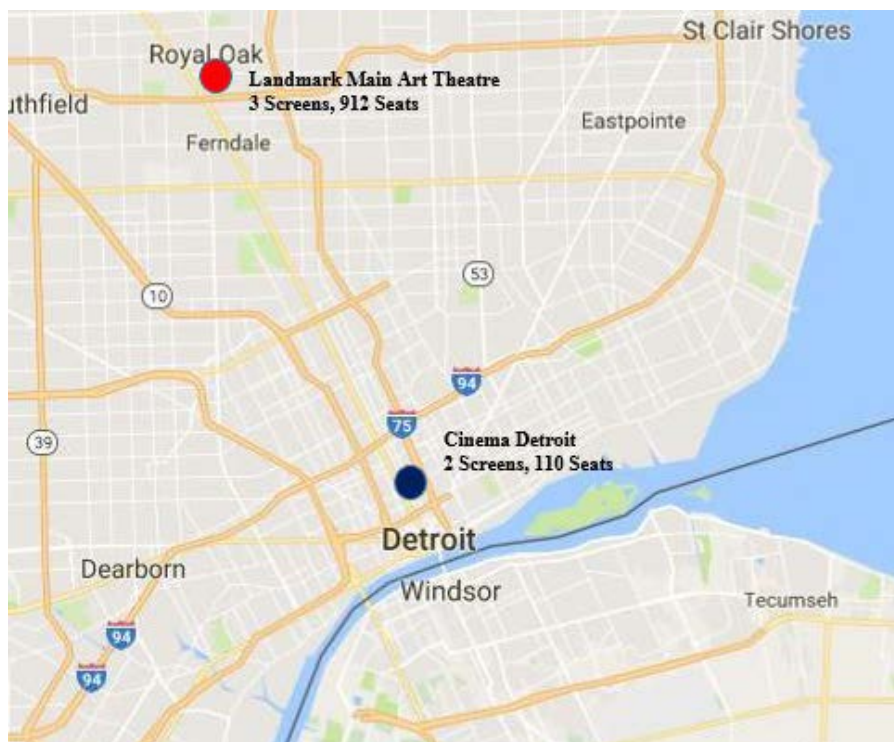 St Clair Shores
Royal Oak
Landmark Main Art Theatre
3 Screens, 912 Seats
uthfield
Eastpointe
Ferndale
53
10
94
75
39
Cinema Detroit
2 Screens, 110 Seats
Detroit
Dearborn
Windsor
Tecumseh
94
94